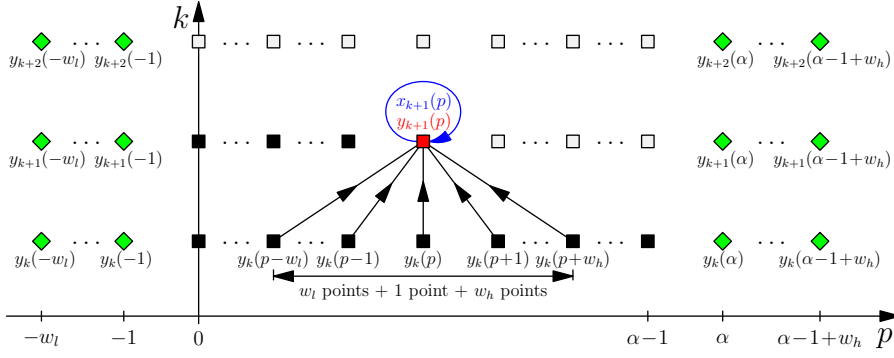 k
… … … … … …
y_{k+2}(−w_l) y_{k+2}(−1) y_{k+2}(α) y_{k+2}(α−1+w_h)
x_{k+1}(p)
y_{k+1}(p)
… … … … … …
y_{k+1}(−w_l) y_{k+1}(−1) y_{k+1}(α) y_{k+1}(α−1+w_h)
… … … … … …
y_k(−w_l) y_k(−1) y_k(p−w_l) y_k(p−1) y_k(p) y_k(p+1) y_k(p+w_h) y_k(α) y_k(α−1+w_h)
w_l points + 1 point + w_h points
−w_l −1 0 α−1 α α−1+w_h p